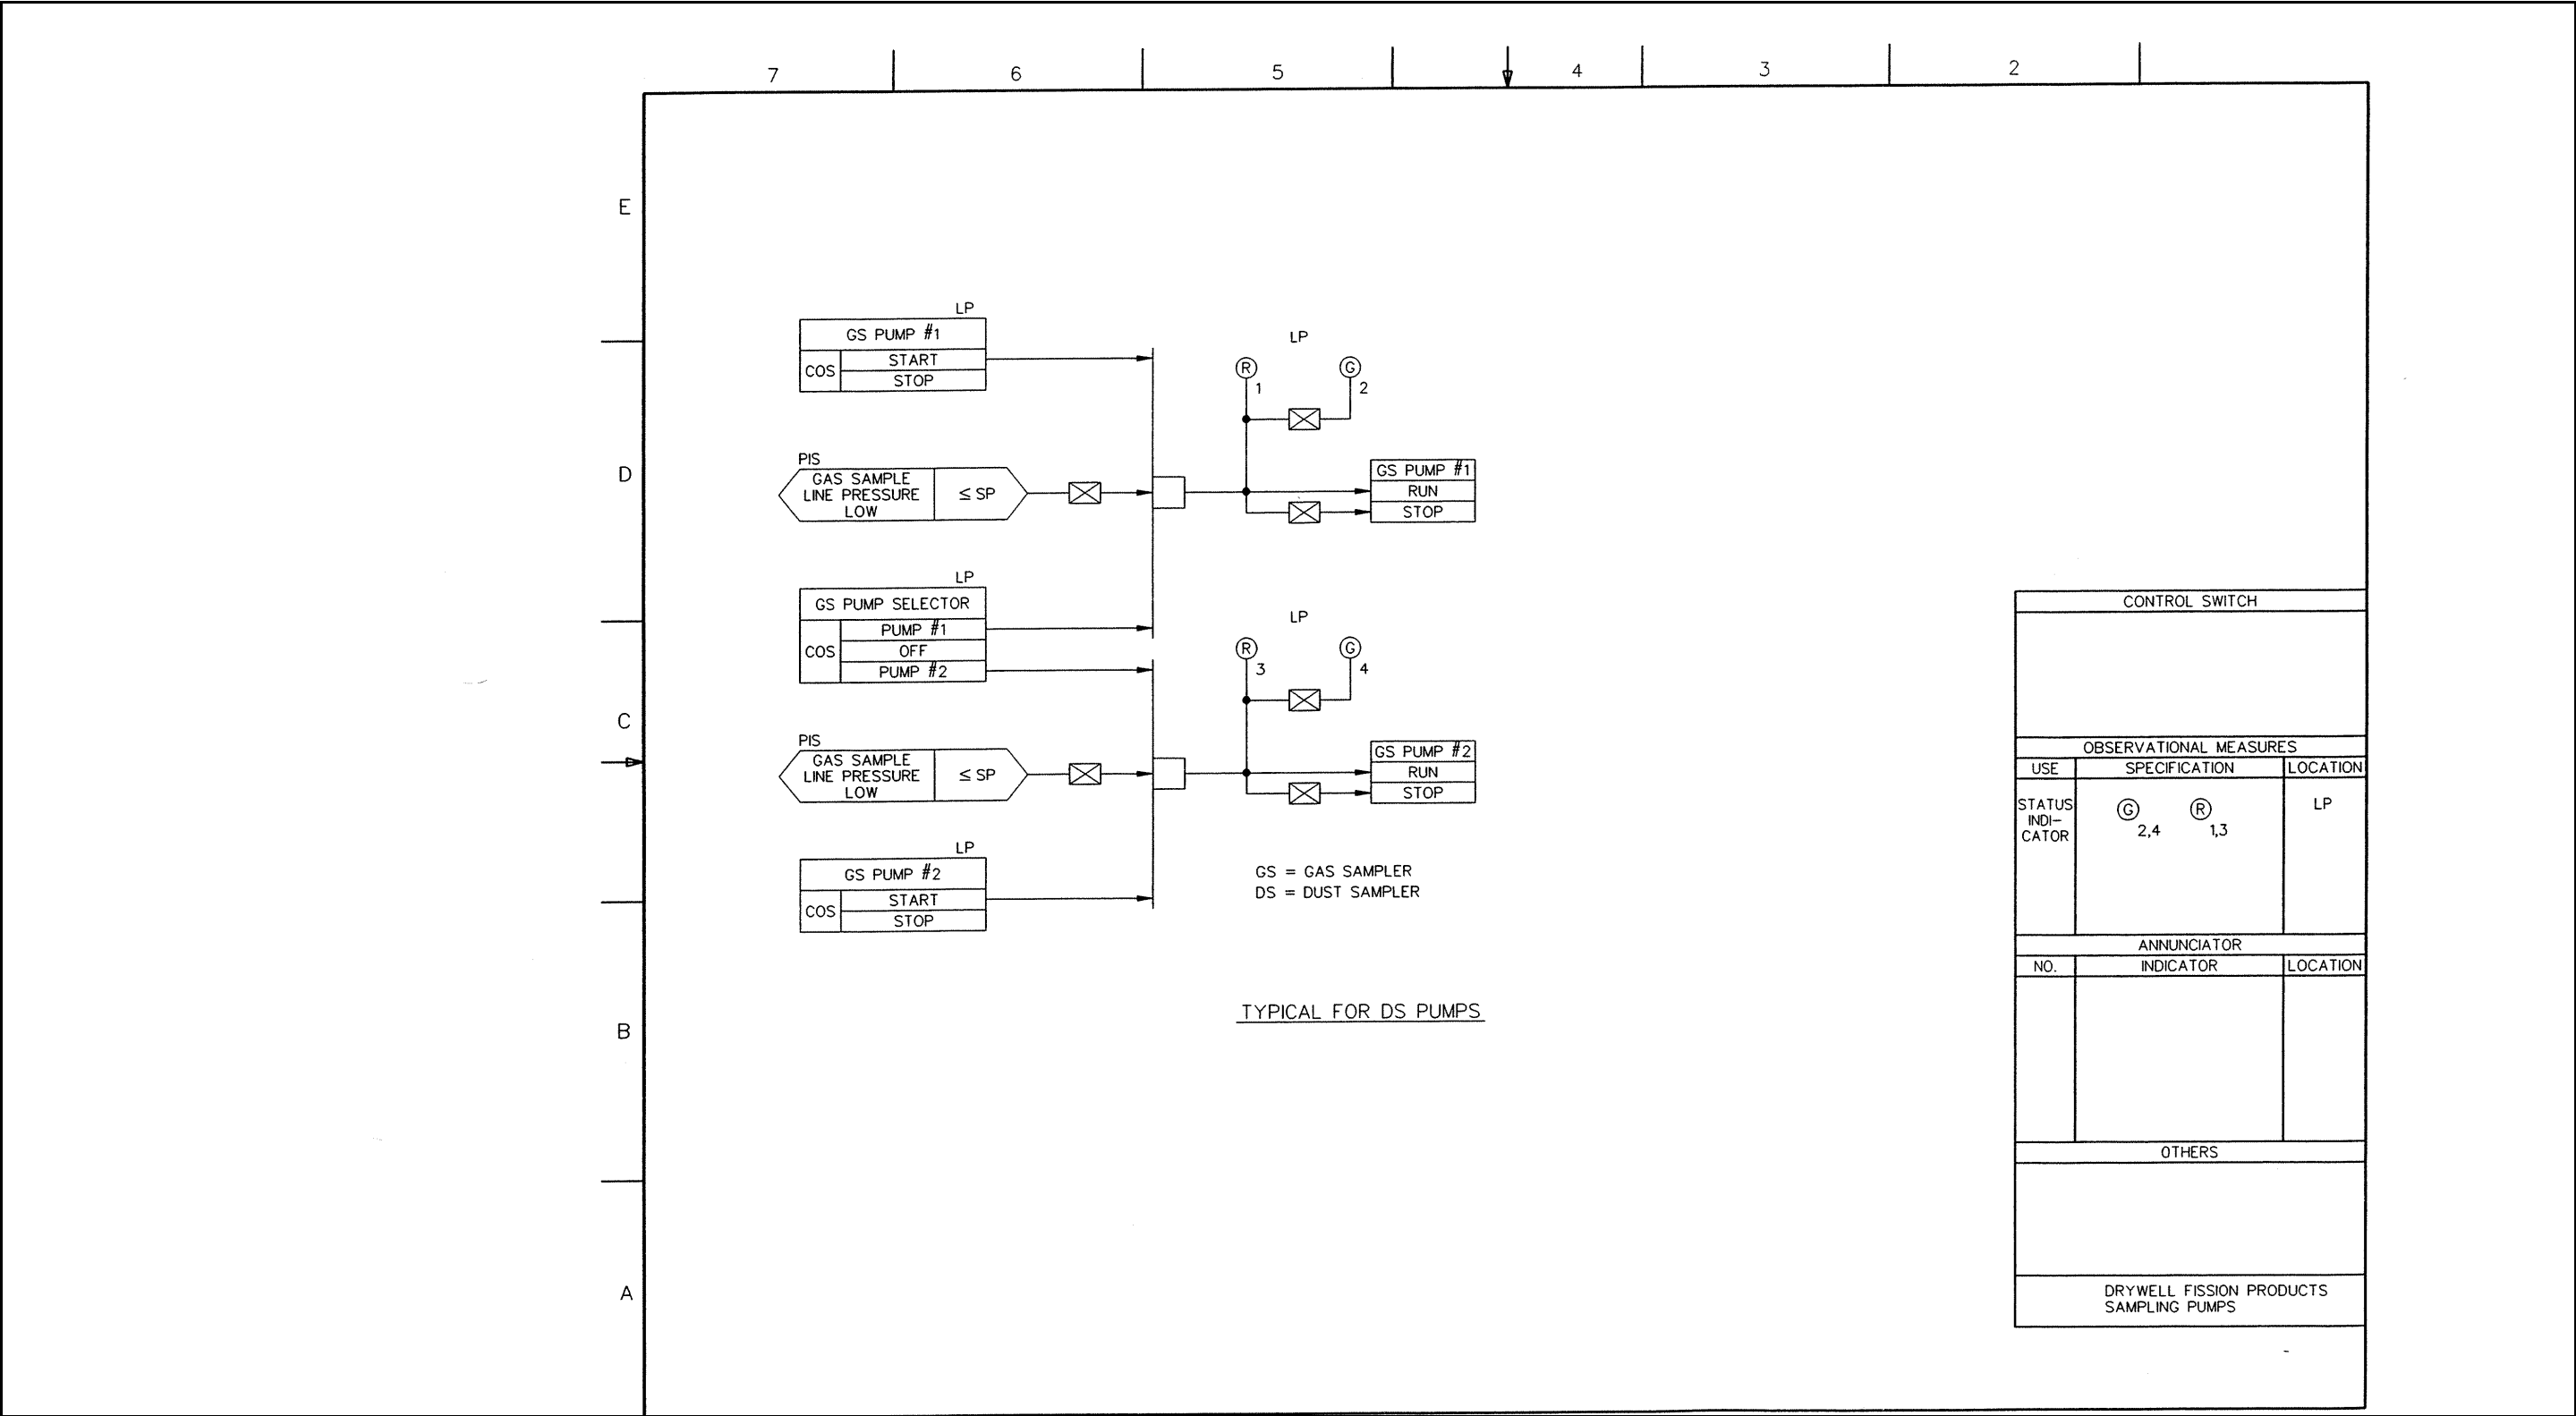 7 6 5 4 3 2
E
D
C
B
A
LP
GS PUMP #1
COS
START
STOP
PIS
GAS SAMPLE
LINE PRESSURE
LOW
≤ SP
LP
R
1
G
2
GS PUMP #1
RUN
STOP
LP
GS PUMP SELECTOR
COS
PUMP #1
OFF
PUMP #2
PIS
GAS SAMPLE
LINE PRESSURE
LOW
≤ SP
LP
R
3
G
4
GS PUMP #2
RUN
STOP
LP
GS PUMP #2
COS
START
STOP
GS = GAS SAMPLER
DS = DUST SAMPLER
TYPICAL FOR DS PUMPS
CONTROL SWITCH
OBSERVATIONAL MEASURES
USE SPECIFICATION LOCATION
STATUS
INDI-
CATOR
G
2,4
R
1,3
LP
ANNUNCIATOR
NO. INDICATOR LOCATION
OTHERS
DRYWELL FISSION PRODUCTS
SAMPLING PUMPS